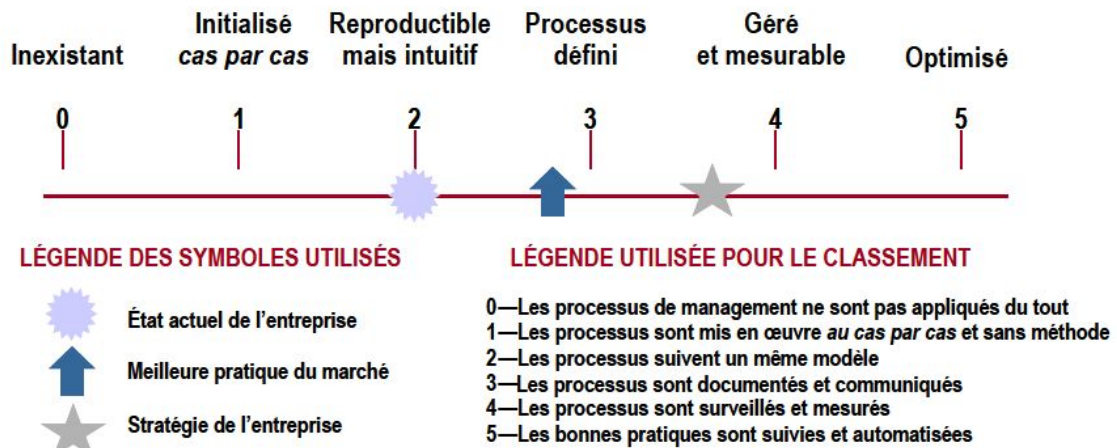 Inexistant
Initialisé
cas par cas
Reproductible
mais intuitif
Processus
défini
Géré
et mesurable
Optimisé
0 1 2 3 4 5
LÉGENDE DES SYMBOLES UTILISÉS
État actuel de l'entreprise
Meilleure pratique du marché
Stratégie de l'entreprise
LÉGENDE UTILISÉE POUR LE CLASSEMENT
0—Les processus de management ne sont pas appliqués du tout
1—Les processus sont mis en œuvre au cas par cas et sans méthode
2—Les processus suivent un même modèle
3—Les processus sont documentés et communiqués
4—Les processus sont surveillés et mesurés
5—Les bonnes pratiques sont suivies et automatisées